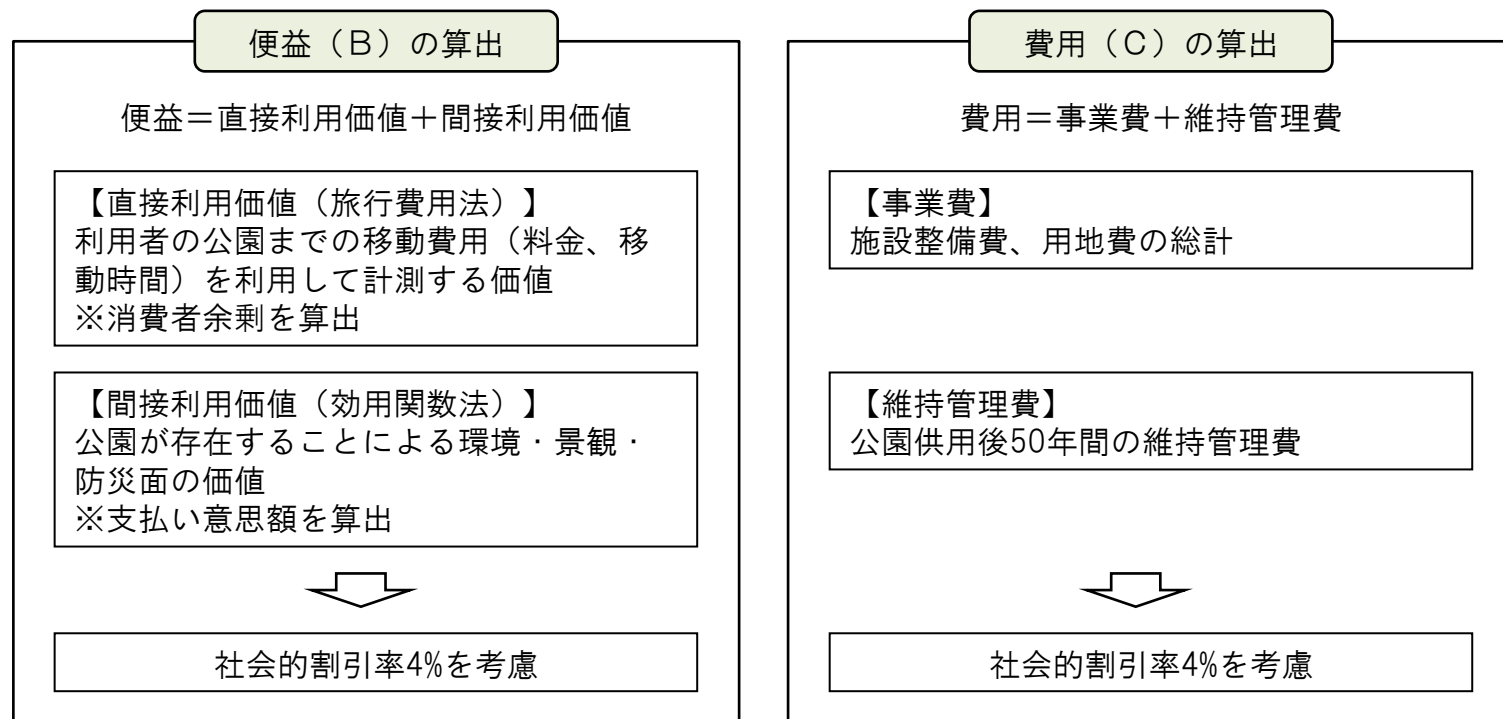 便益（B）の算出
便益＝直接利用価値＋間接利用価値
【直接利用価値（旅行費用法）】
利用者の公園までの移動費用（料金、移
動時間）を利用して計測する価値
※消費者余剰を算出
【間接利用価値（効用関数法）】
公園が存在することによる環境・景観・
防災面の価値
※支払い意思額を算出
社会的割引率4%を考慮
費用（C）の算出
費用＝事業費＋維持管理費
【事業費】
施設整備費、用地費の総計
【維持管理費】
公園供用後50年間の維持管理費
社会的割引率4%を考慮